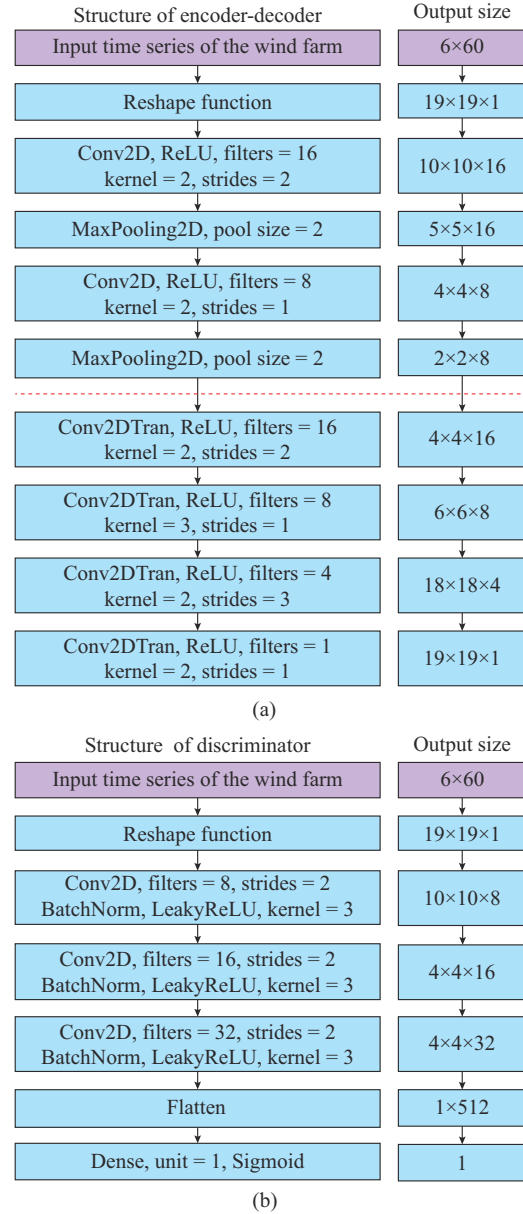 Structure of encoder-decoder Output size
Input time series of the wind farm 6×60
Reshape function 19×19×1
Conv2D, ReLU, filters = 16
kernel = 2, strides = 2
10×10×16
MaxPooling2D, pool size = 2 5×5×16
Conv2D, ReLU, filters = 8
kernel = 2, strides = 1
4×4×8
MaxPooling2D, pool size = 2 2×2×8
Conv2DTran, ReLU, filters = 16
kernel = 2, strides = 2
4×4×16
Conv2DTran, ReLU, filters = 8
kernel = 3, strides = 1
6×6×8
Conv2DTran, ReLU, filters = 4
kernel = 2, strides = 3
18×18×4
Conv2DTran, ReLU, filters = 1
kernel = 2, strides = 1
19×19×1
(a)
Structure of discriminator Output size
Input time series of the wind farm 6×60
Reshape function 19×19×1
Conv2D, filters = 8, strides = 2
BatchNorm, LeakyReLU, kernel = 3
10×10×8
Conv2D, filters = 16, strides = 2
BatchNorm, LeakyReLU, kernel = 3
4×4×16
Conv2D, filters = 32, strides = 2
BatchNorm, LeakyReLU, kernel = 3
4×4×32
Flatten 1×512
Dense, unit = 1, Sigmoid 1
(b)